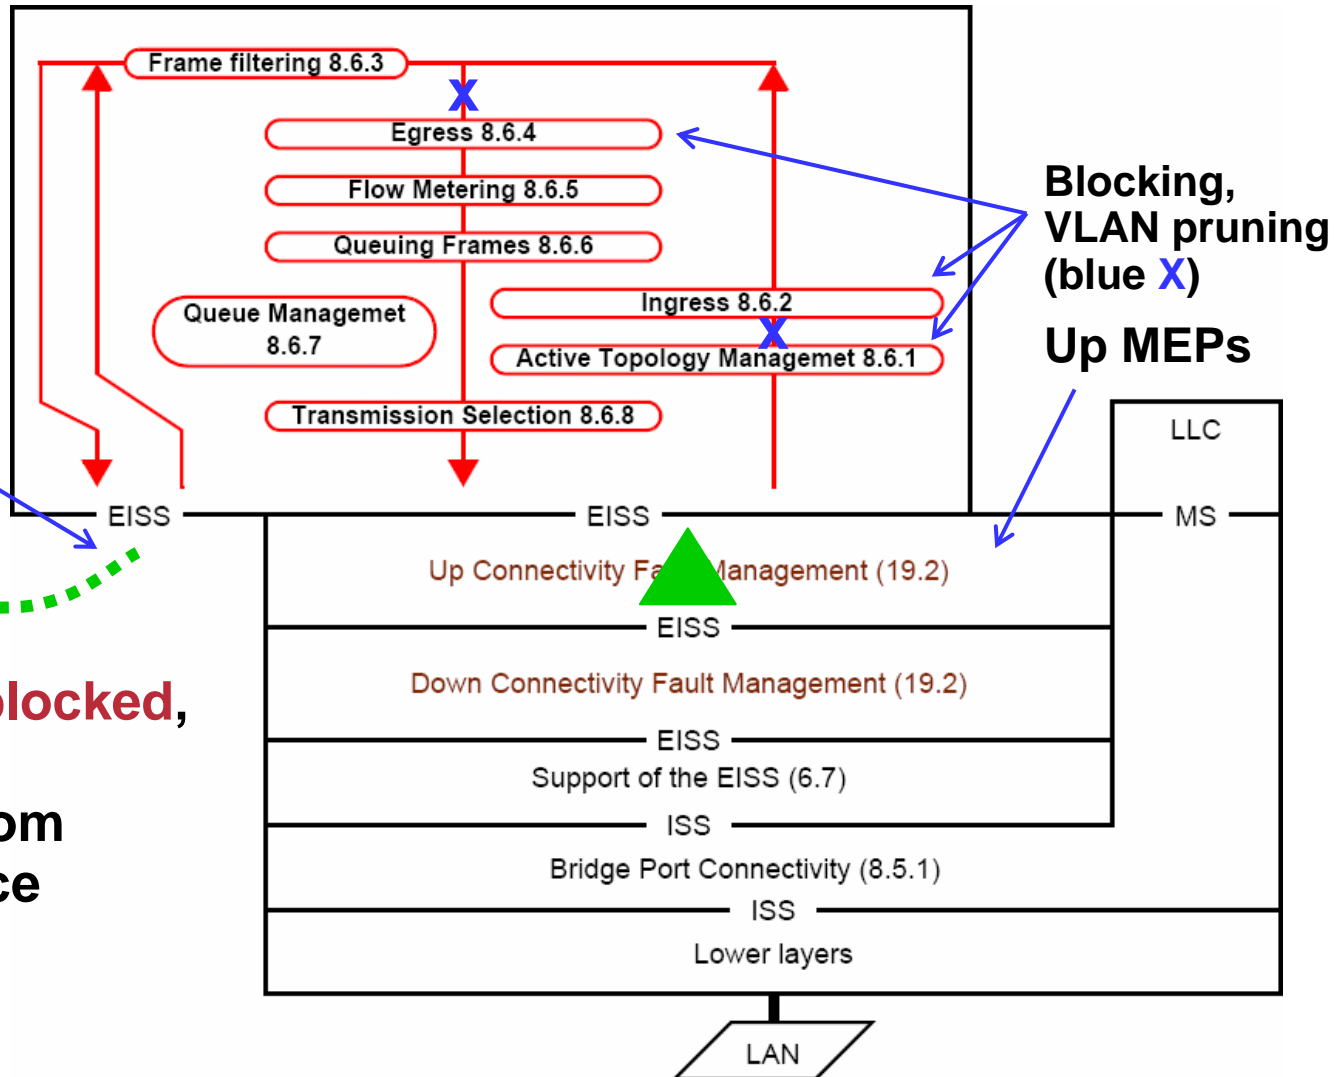 Frame filtering 8.6.3
X
Egress 8.6.4
Flow Metering 8.6.5
Queuing Frames 8.6.6
Blocking,
VLAN pruning
(blue X)
Ingress 8.6.2
X
Queue Managemet
8.6.7
Active Topology Managemet 8.6.1
Up MEPs
Transmission Selection 8.6.8
LLC
EISS
EISS
MS
Up Connectivity Fa Management (19.2)
EISS
Down Connectivity Fault Management (19.2)
locked,
EISS
Support of the EISS (6.7)
om
ISS
ce
Bridge Port Connectivity (8.5.1)
ISS
Lower layers
LAN